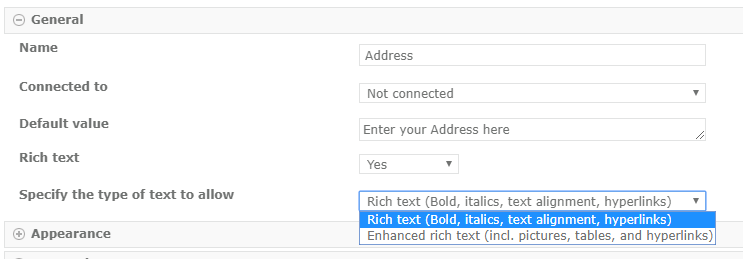 General
Name
Address
Connected to
Not connected
Default value
Enter your Address here
Rich text
Yes
Specify the type of text to allow
Rich text (Bold, italics, text alignment, hyperlinks)
Rich text (Bold, italics, text alignment, hyperlinks)
Enhanced rich text (incl. pictures, tables, and hyperlinks)
Appearance